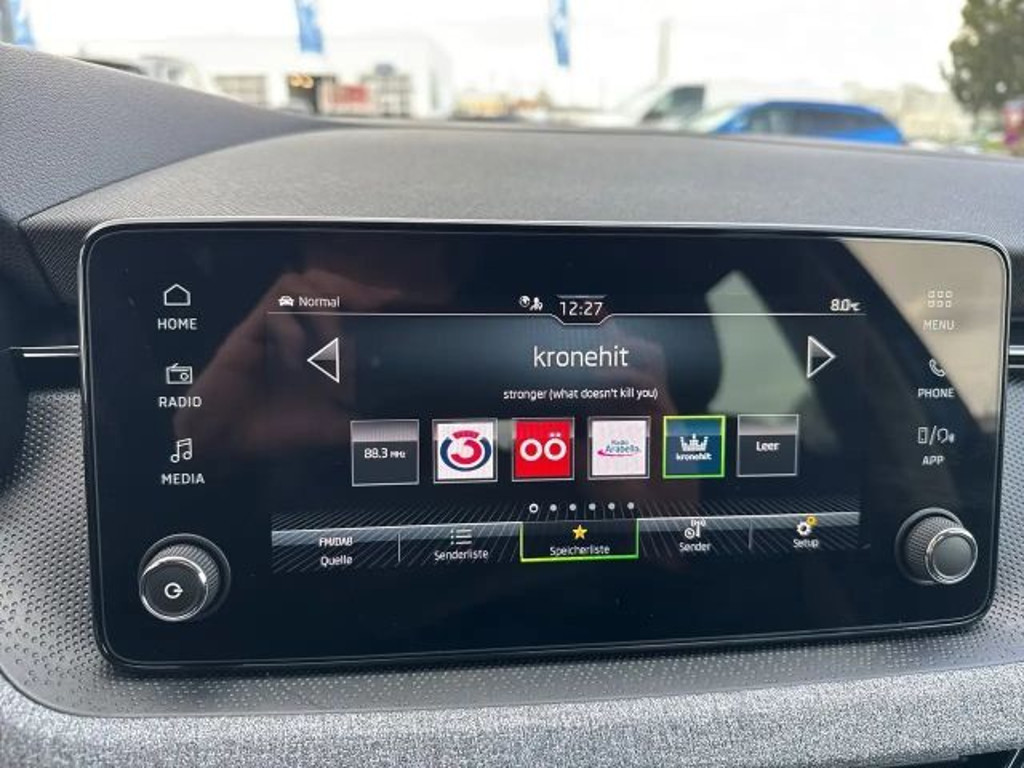 Normal
12:27
8.0°C
HOME
MENU
kronehit
PHONE
RADIO
stronger (what doesn't kill you)
88.3 MHz
3
OÖ
Radio
Arabella
kronehit
Leer
APP
MEDIA
FM/DAB
Quelle
Senderliste
Speicherliste
Sender
Setup